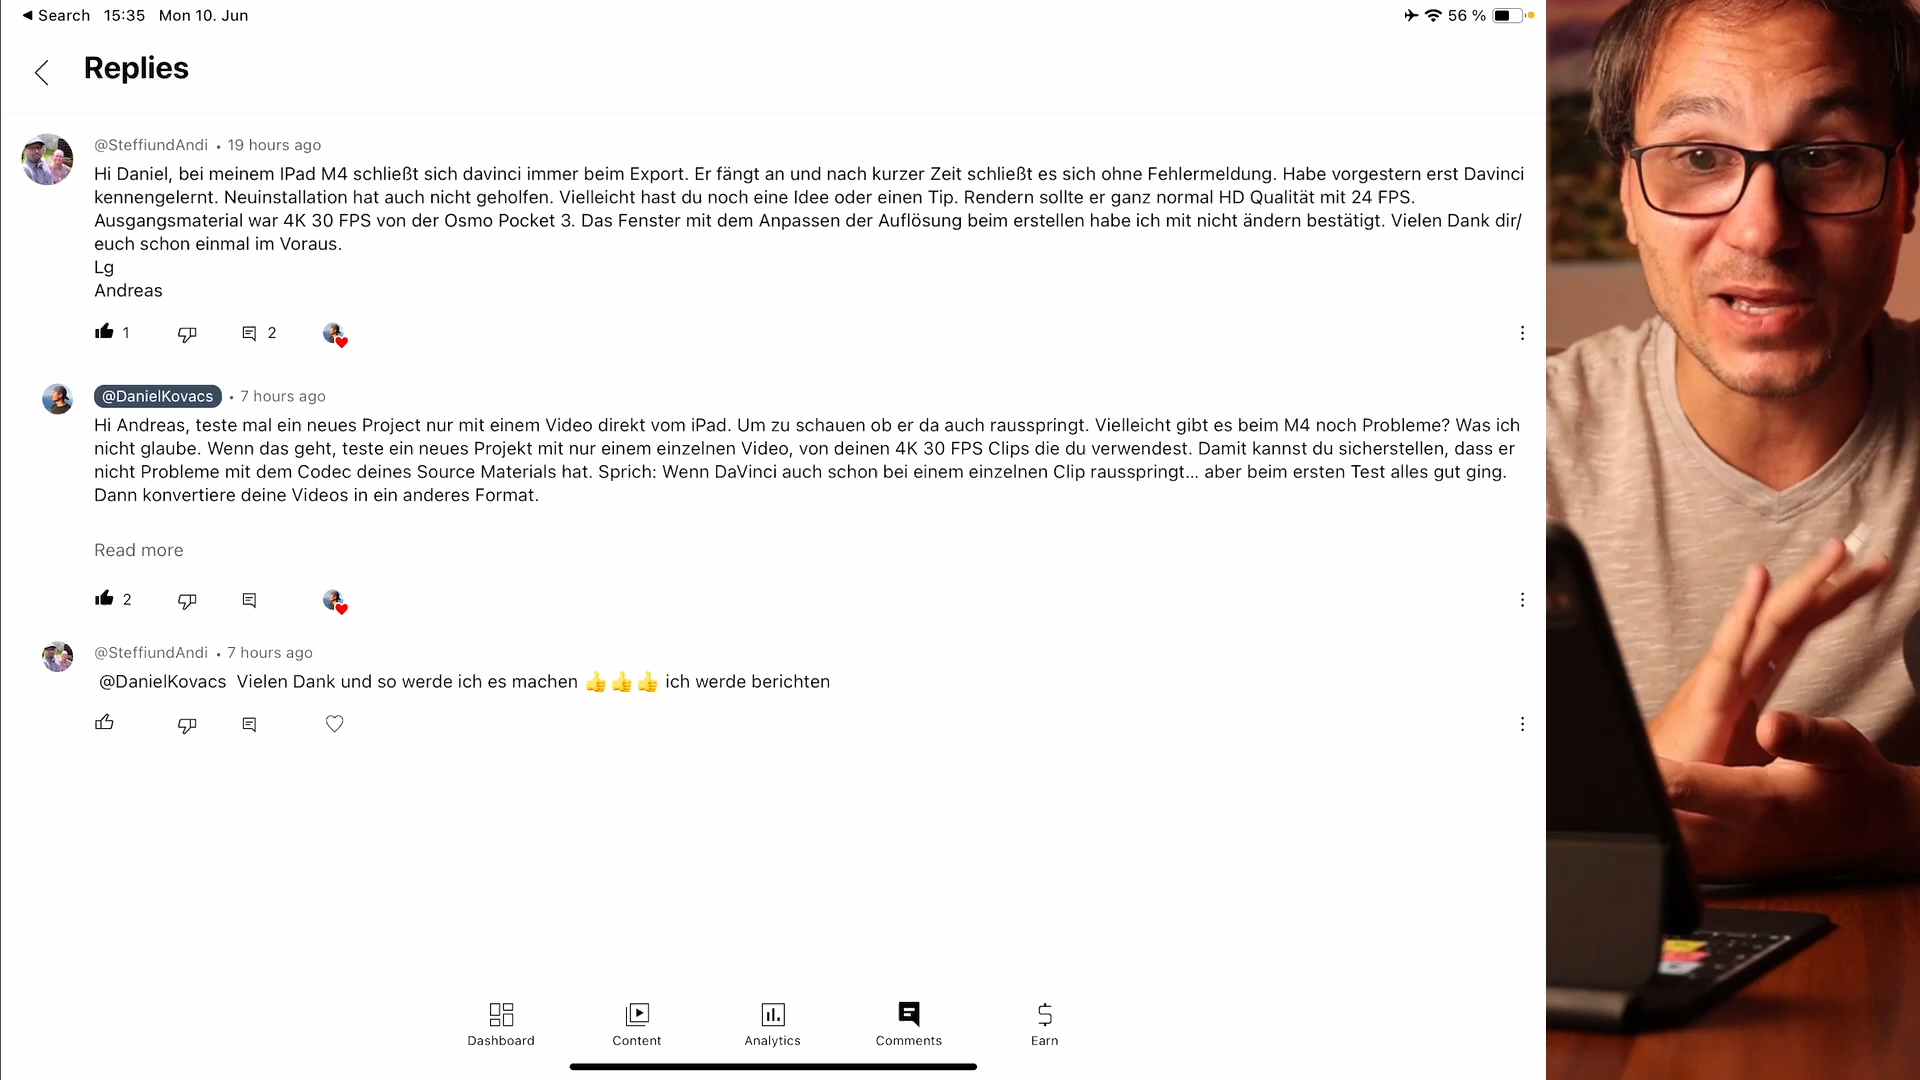 ◀ Search 15:35 Mon 10. Jun 56 %
Replies
@SteffiundAndi • 19 hours ago
Hi Daniel, bei meinem IPad M4 schließt sich davinci immer beim Export. Er fängt an und nach kurzer Zeit schließt es sich ohne Fehlermeldung. Habe vorgestern erst Davinci
kennengelernt. Neuinstallation hat auch nicht geholfen. Vielleicht hast du noch eine Idee oder einen Tip. Rendern sollte er ganz normal HD Qualität mit 24 FPS.
Ausgangsmaterial war 4K 30 FPS von der Osmo Pocket 3. Das Fenster mit dem Anpassen der Auflösung beim erstellen habe ich mit nicht ändern bestätigt. Vielen Dank dir/
euch schon einmal im Voraus.
Lg
Andreas
1 2
@DanielKovacs • 7 hours ago
Hi Andreas, teste mal ein neues Project nur mit einem Video direkt vom iPad. Um zu schauen ob er da auch rausspringt. Vielleicht gibt es beim M4 noch Probleme? Was ich
nicht glaube. Wenn das geht, teste ein neues Projekt mit nur einem einzelnen Video, von deinen 4K 30 FPS Clips die du verwendest. Damit kannst du sicherstellen, dass er
nicht Probleme mit dem Codec deines Source Materials hat. Sprich: Wenn DaVinci auch schon bei einem einzelnen Clip rausspringt... aber beim ersten Test alles gut ging.
Dann konvertiere deine Videos in ein anderes Format.
Read more
2
@SteffiundAndi • 7 hours ago
@DanielKovacs Vielen Dank und so werde ich es machen 👍👍👍 ich werde berichten
Dashboard Content Analytics Comments Earn